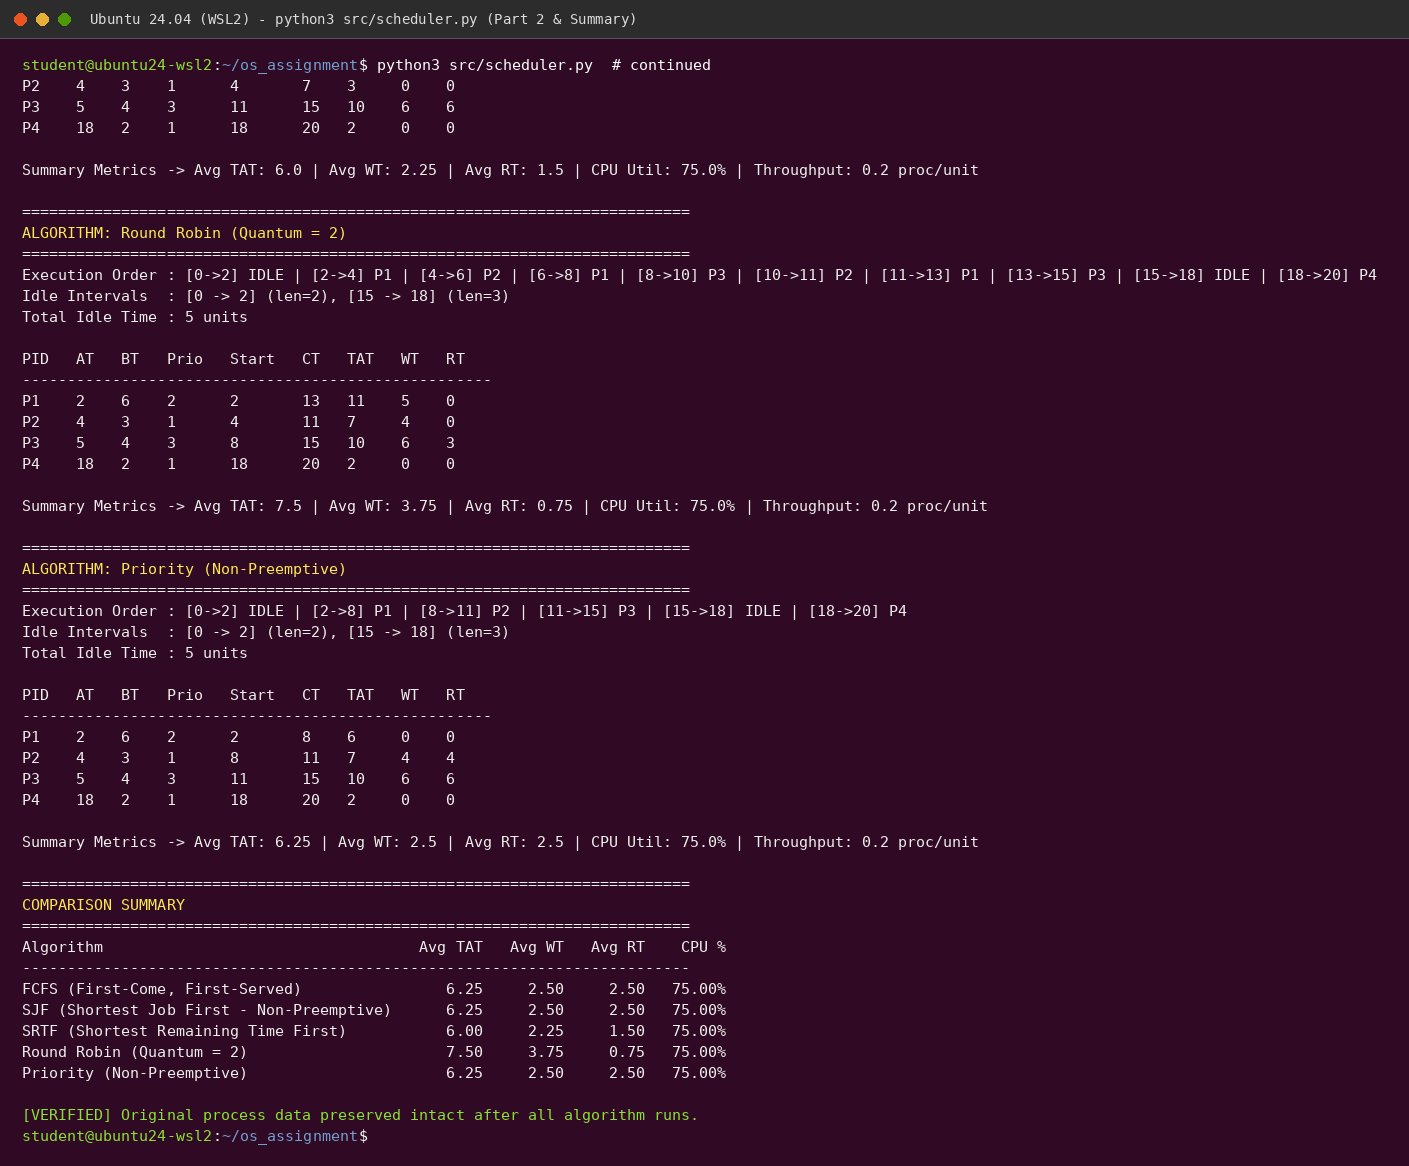 Ubuntu 24.04 (WSL2) - python3 src/scheduler.py (Part 2 & Summary)
student@ubuntu24-wsl2:~/os_assignment$ python3 src/scheduler.py  # continued
P2    4    3    1      4       7    3     0    0
P3    5    4    3      11      15   10    6    6
P4    18   2    1      18      20   2     0    0
Summary Metrics -> Avg TAT: 6.0 | Avg WT: 2.25 | Avg RT: 1.5 | CPU Util: 75.0% | Throughput: 0.2 proc/unit
==========================================================================
ALGORITHM: Round Robin (Quantum = 2)
==========================================================================
Execution Order : [0->2] IDLE | [2->4] P1 | [4->6] P2 | [6->8] P1 | [8->10] P3 | [10->11] P2 | [11->13] P1 | [13->15] P3 | [15->18] IDLE | [18->20] P4
Idle Intervals  : [0 -> 2] (len=2), [15 -> 18] (len=3)
Total Idle Time : 5 units
PID   AT   BT   Prio   Start   CT   TAT   WT   RT
----------------------------------------------------
P1    2    6    2      2       13   11    5    0
P2    4    3    1      4       11   7     4    0
P3    5    4    3      8       15   10    6    3
P4    18   2    1      18      20   2     0    0
Summary Metrics -> Avg TAT: 7.5 | Avg WT: 3.75 | Avg RT: 0.75 | CPU Util: 75.0% | Throughput: 0.2 proc/unit
==========================================================================
ALGORITHM: Priority (Non-Preemptive)
==========================================================================
Execution Order : [0->2] IDLE | [2->8] P1 | [8->11] P2 | [11->15] P3 | [15->18] IDLE | [18->20] P4
Idle Intervals  : [0 -> 2] (len=2), [15 -> 18] (len=3)
Total Idle Time : 5 units
PID   AT   BT   Prio   Start   CT   TAT   WT   RT
----------------------------------------------------
P1    2    6    2      2       8    6     0    0
P2    4    3    1      8       11   7     4    4
P3    5    4    3      11      15   10    6    6
P4    18   2    1      18      20   2     0    0
Summary Metrics -> Avg TAT: 6.25 | Avg WT: 2.5 | Avg RT: 2.5 | CPU Util: 75.0% | Throughput: 0.2 proc/unit
==========================================================================
COMPARISON SUMMARY
==========================================================================
Algorithm                                   Avg TAT   Avg WT   Avg RT    CPU %
--------------------------------------------------------------------------
FCFS (First-Come, First-Served)                6.25     2.50     2.50   75.00%
SJF (Shortest Job First - Non-Preemptive)      6.25     2.50     2.50   75.00%
SRTF (Shortest Remaining Time First)           6.00     2.25     1.50   75.00%
Round Robin (Quantum = 2)                      7.50     3.75     0.75   75.00%
Priority (Non-Preemptive)                      6.25     2.50     2.50   75.00%
[VERIFIED] Original process data preserved intact after all algorithm runs.
student@ubuntu24-wsl2:~/os_assignment$